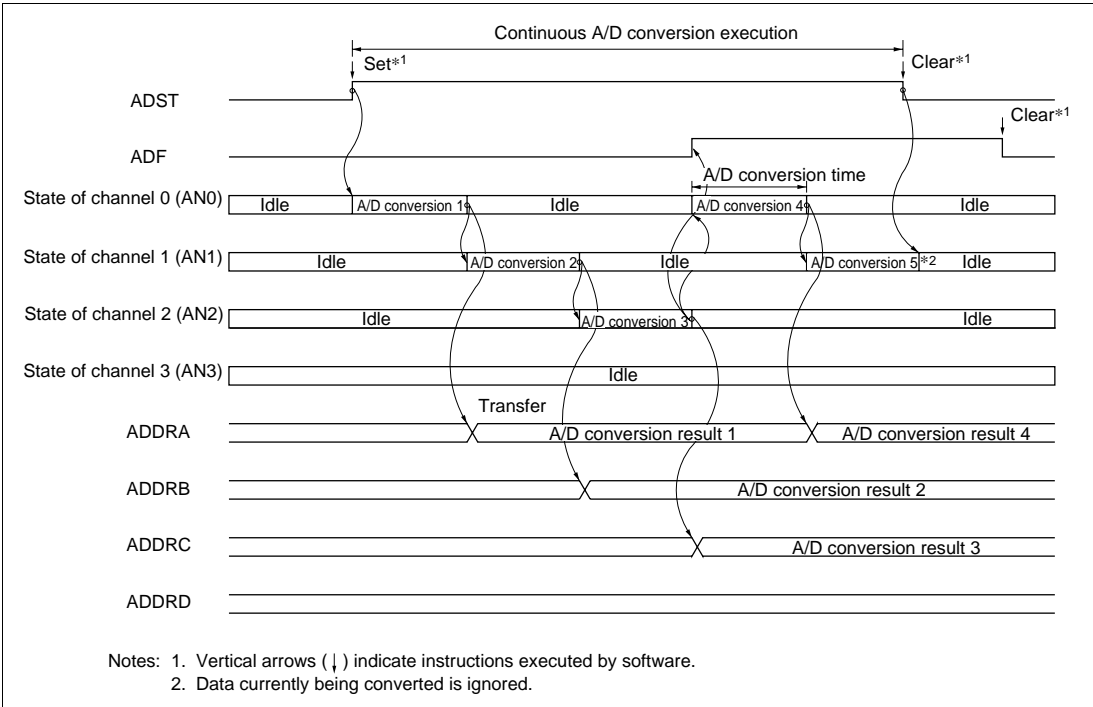 Continuous A/D conversion execution
Set*1
Clear*1
ADST
Clear*1
ADF
A/D conversion time
State of channel 0 (AN0)
Idle
A/D conversion 1
Idle
A/D conversion 4
Idle
State of channel 1 (AN1)
Idle
A/D conversion 2
Idle
A/D conversion 5
*2
Idle
State of channel 2 (AN2)
Idle
A/D conversion 3
Idle
State of channel 3 (AN3)
Idle
Transfer
ADDRA
A/D conversion result 1
A/D conversion result 4
ADDRB
A/D conversion result 2
ADDRC
A/D conversion result 3
ADDRD
Notes: 1. Vertical arrows (↓) indicate instructions executed by software.
2. Data currently being converted is ignored.